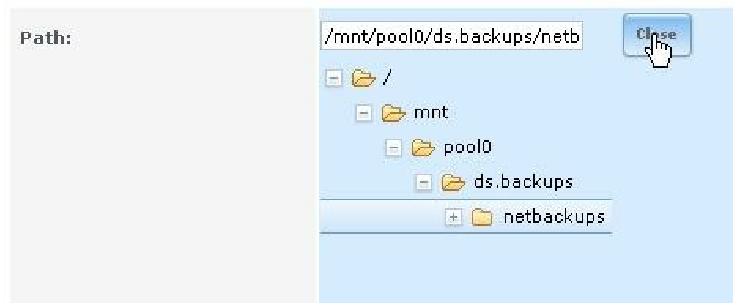 Path:
/mnt/pool0/ds.backups/netb
Close
/
mnt
pool0
ds.backups
netbackups